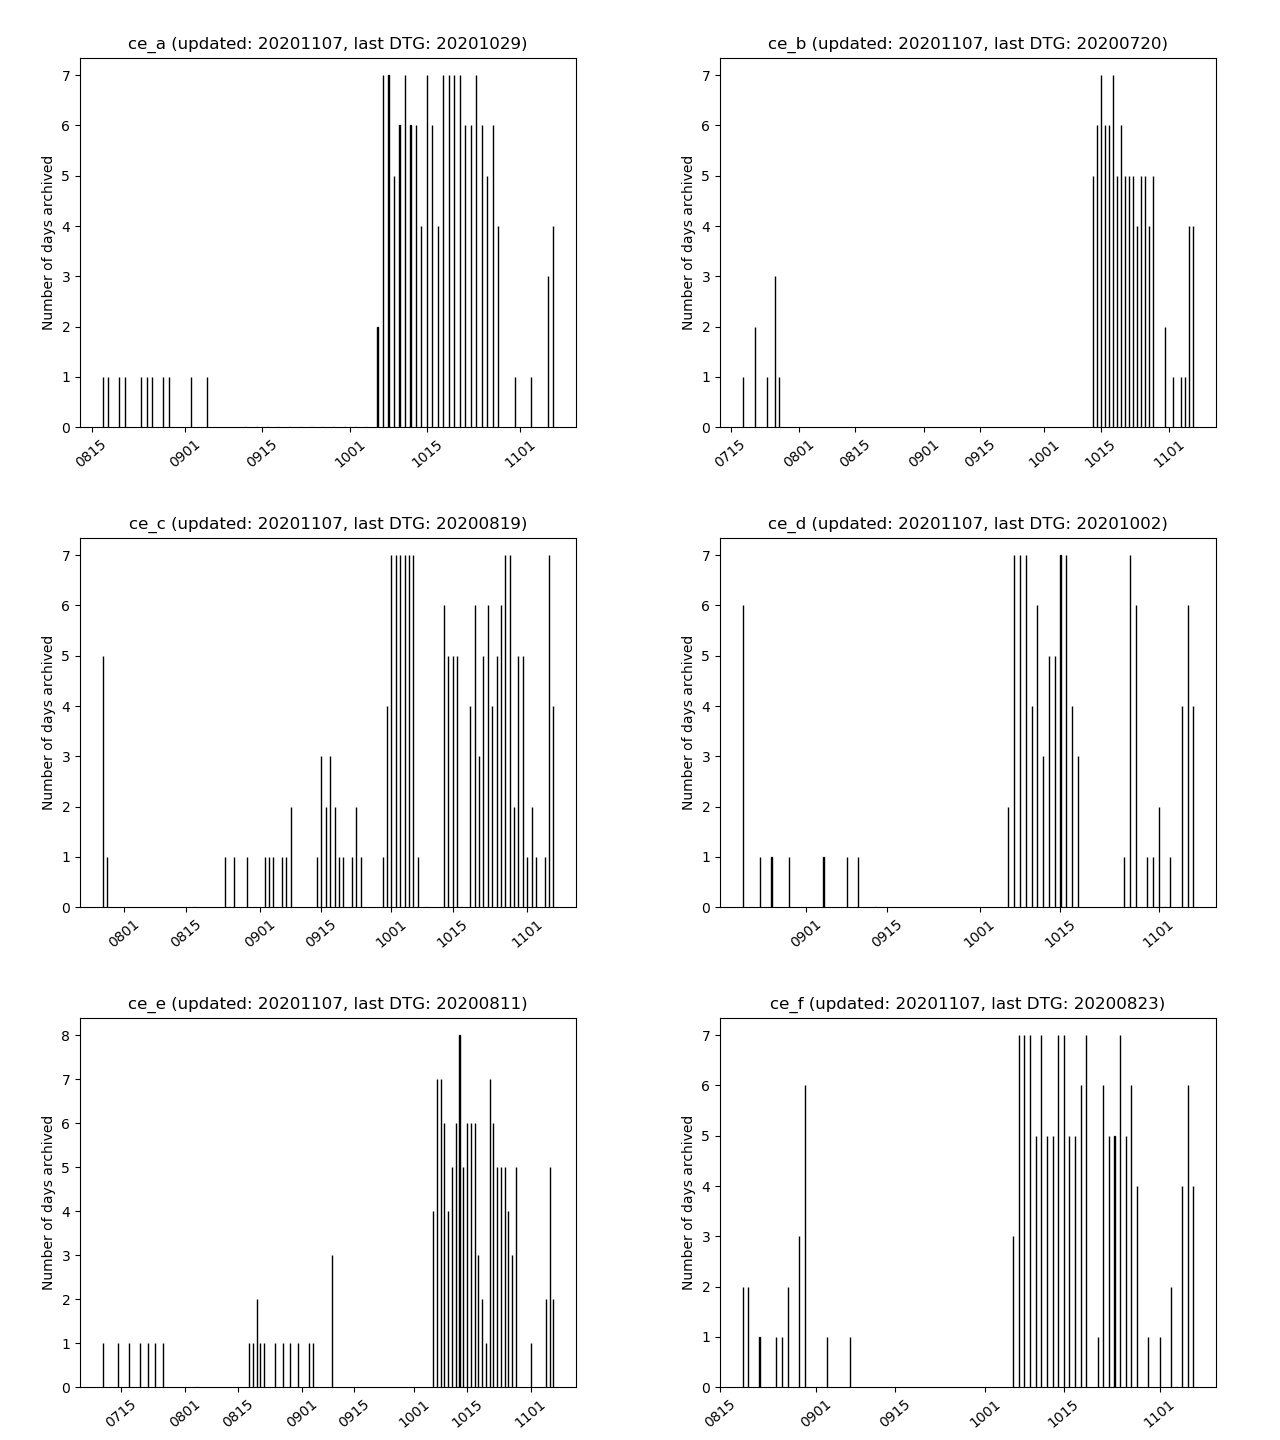 ce_a (updated: 20201107, last DTG: 20201029)
Number of days archived
7
6
5
4
3
2
1
0
0815 0901 0915 1001 1015 1101
ce_b (updated: 20201107, last DTG: 20200720)
Number of days archived
7
6
5
4
3
2
1
0
0715 0801 0815 0901 0915 1001 1015 1101
ce_c (updated: 20201107, last DTG: 20200819)
Number of days archived
7
6
5
4
3
2
1
0
0801 0815 0901 0915 1001 1015 1101
ce_d (updated: 20201107, last DTG: 20201002)
Number of days archived
7
6
5
4
3
2
1
0
0901 0915 1001 1015 1101
ce_e (updated: 20201107, last DTG: 20200811)
Number of days archived
8
7
6
5
4
3
2
1
0
0715 0801 0815 0901 0915 1001 1015 1101
ce_f (updated: 20201107, last DTG: 20200823)
Number of days archived
7
6
5
4
3
2
1
0
0815 0901 0915 1001 1015 1101